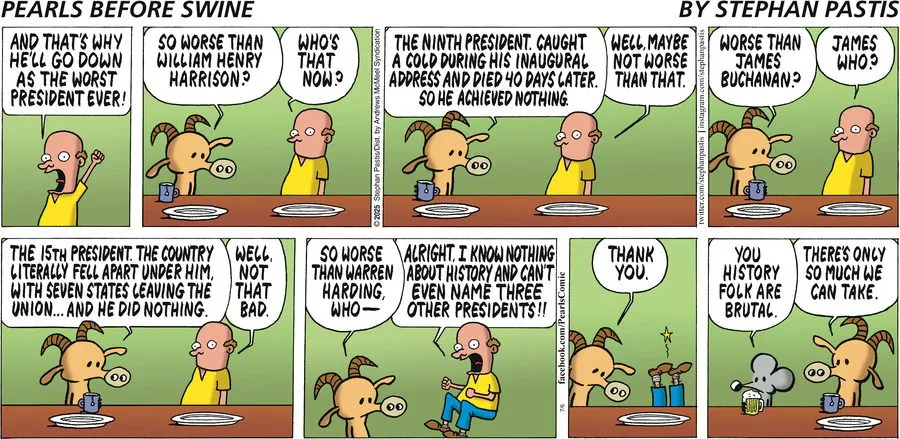 PEARLS BEFORE SWINE
BY STEPHAN PASTIS
AND THAT'S WHY
HE'LL GO DOWN
AS THE WORST
PRESIDENT EVER!
SO WORSE THAN
WILLIAM HENRY
HARRISON?
WHO'S
THAT
NOW?
© 2025 Stephan Pastis/Dist. by Andrews McMeel Syndication
THE NINTH PRESIDENT. CAUGHT
A COLD DURING HIS INAUGURAL
ADDRESS AND DIED 40 DAYS LATER.
SO HE ACHIEVED NOTHING.
WELL, MAYBE
NOT WORSE
THAN THAT.
twitter.com/stephanpastis | instagram.com/stephanpastis
WORSE THAN
JAMES
BUCHANAN?
JAMES
WHO?
THE 15TH PRESIDENT. THE COUNTRY
LITERALLY FELL APART UNDER HIM,
WITH SEVEN STATES LEAVING THE
UNION... AND HE DID NOTHING.
WELL,
NOT
THAT
BAD.
SO WORSE
THAN WARREN
HARDING,
WHO—
ALRIGHT. I KNOW NOTHING
ABOUT HISTORY AND CAN'T
EVEN NAME THREE
OTHER PRESIDENTS!!
facebook.com/PearlsComic
7/6
THANK
YOU.
YOU
HISTORY
FOLK ARE
BRUTAL.
THERE'S ONLY
SO MUCH WE
CAN TAKE.